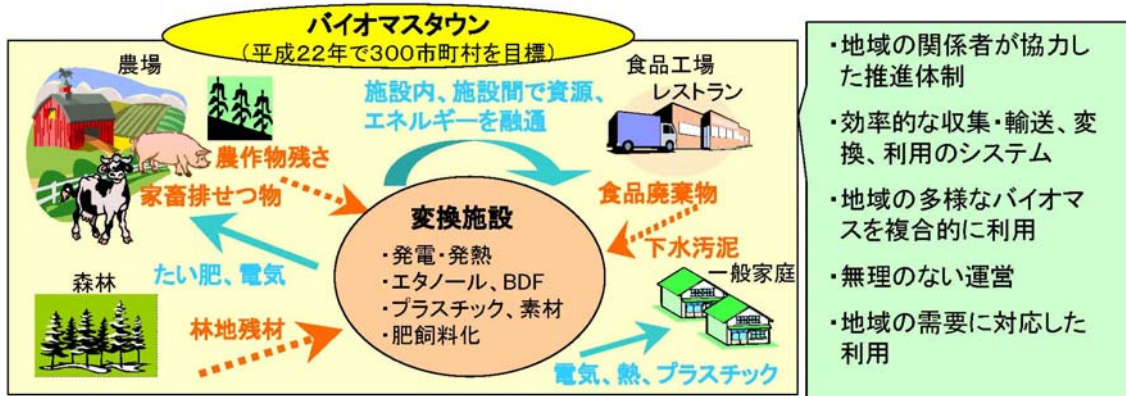 バイオマスタウン
(平成22年で300市町村を目標)
農場
施設内、施設間で資源、
エネルギーを融通
食品工場
レストラン
農作物残さ
家畜排せつ物
食品廃棄物
変換施設
・発電・発熱
・エタノール、BDF
・プラスチック、素材
・肥飼料化
下水汚泥
一般家庭
たい肥、電気
森林
林地残材
電気、熱、プラスチック
・地域の関係者が協力し
た推進体制
・効率的な収集・輸送、変
換、利用のシステム
・地域の多様なバイオマ
スを複合的に利用
・無理のない運営
・地域の需要に対応した
利用